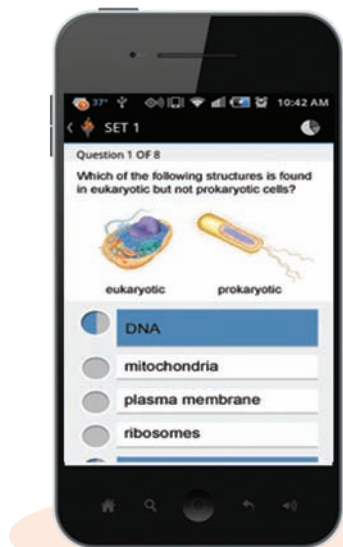 37° 10:42 AM
SET 1
Question 1 OF 8
Which of the following structures is found
in eukaryotic but not prokaryotic cells?
eukaryotic prokaryotic
DNA
mitochondria
plasma membrane
ribosomes